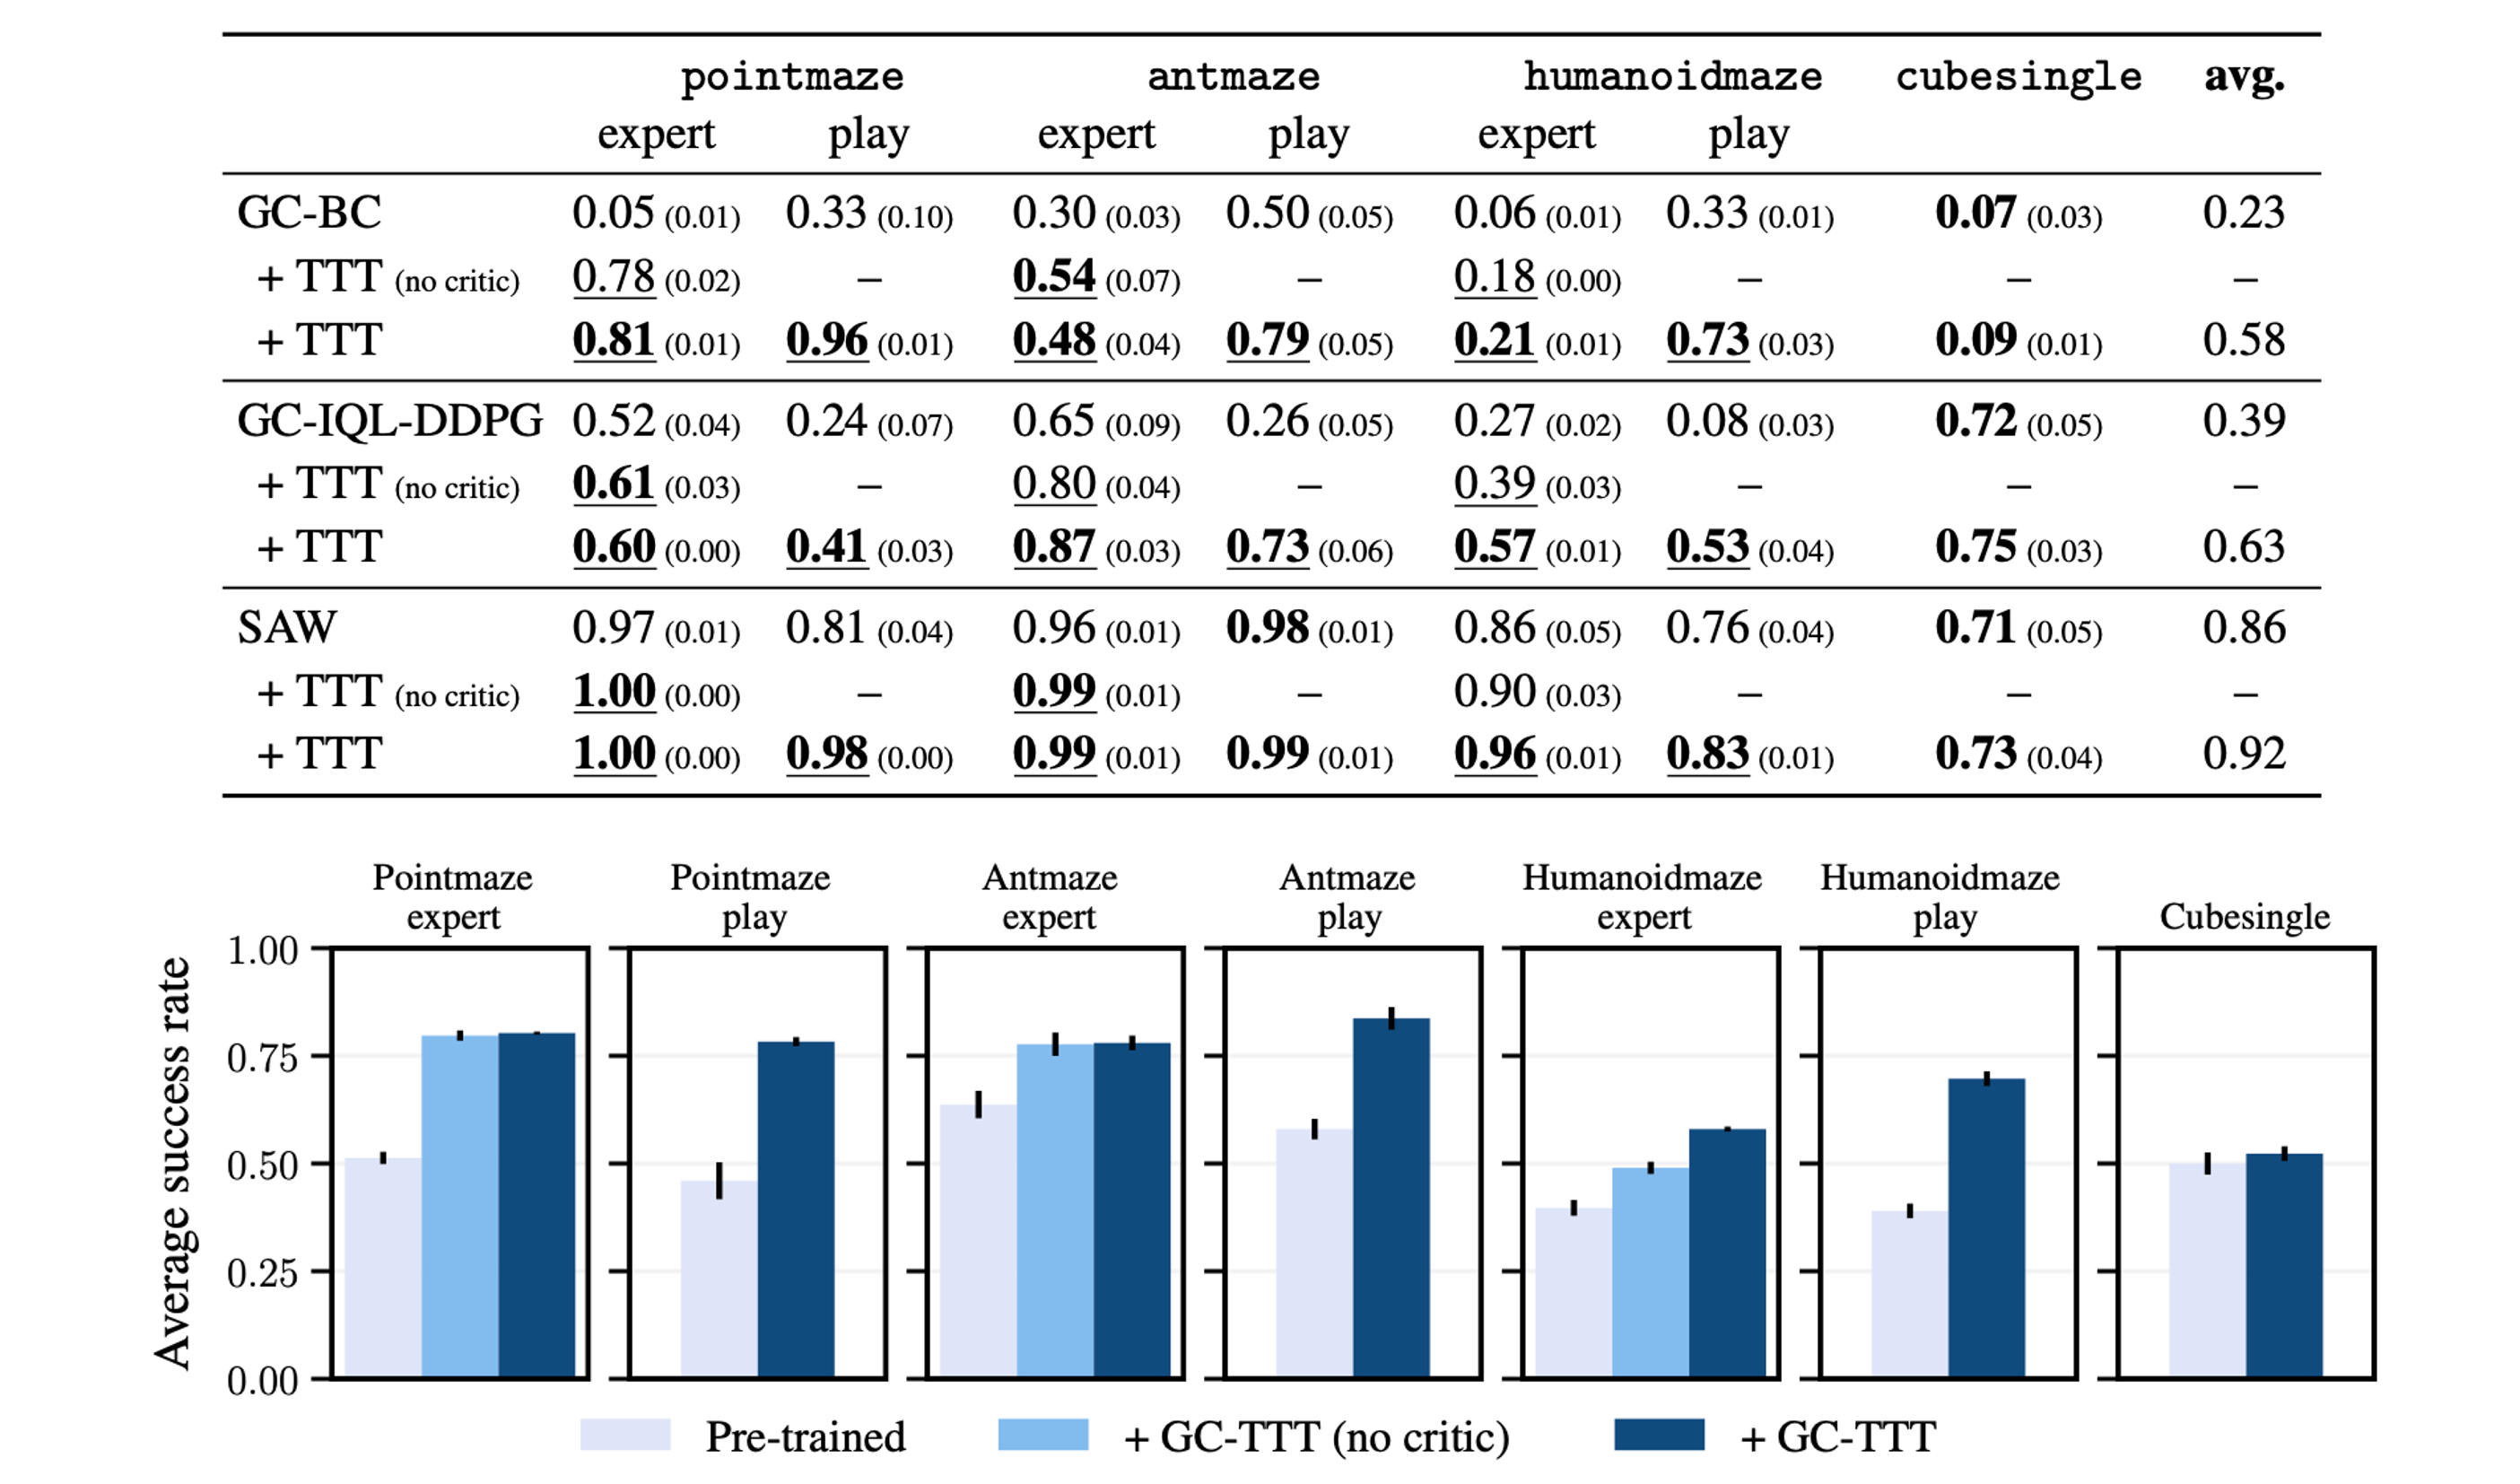 pointmaze antmaze humanoidmaze cubesingle avg.
expert play expert play expert play
GC-BC 0.05 (0.01) 0.33 (0.10) 0.30 (0.03) 0.50 (0.05) 0.06 (0.01) 0.33 (0.01) 0.07 (0.03) 0.23
+ TTT (no critic) 0.78 (0.02) – 0.54 (0.07) – 0.18 (0.00) – – –
+ TTT 0.81 (0.01) 0.96 (0.01) 0.48 (0.04) 0.79 (0.05) 0.21 (0.01) 0.73 (0.03) 0.09 (0.01) 0.58
GC-IQL-DDPG 0.52 (0.04) 0.24 (0.07) 0.65 (0.09) 0.26 (0.05) 0.27 (0.02) 0.08 (0.03) 0.72 (0.05) 0.39
+ TTT (no critic) 0.61 (0.03) – 0.80 (0.04) – 0.39 (0.03) – – –
+ TTT 0.60 (0.00) 0.41 (0.03) 0.87 (0.03) 0.73 (0.06) 0.57 (0.01) 0.53 (0.04) 0.75 (0.03) 0.63
SAW 0.97 (0.01) 0.81 (0.04) 0.96 (0.01) 0.98 (0.01) 0.86 (0.05) 0.76 (0.04) 0.71 (0.05) 0.86
+ TTT (no critic) 1.00 (0.00) – 0.99 (0.01) – 0.90 (0.03) – – –
+ TTT 1.00 (0.00) 0.98 (0.00) 0.99 (0.01) 0.99 (0.01) 0.96 (0.01) 0.83 (0.01) 0.73 (0.04) 0.92
Pointmaze Pointmaze Antmaze Antmaze Humanoidmaze Humanoidmaze
expert play expert play expert play Cubesingle
Average success rate
1.00
0.75
0.50
0.25
0.00
Pre-trained + GC-TTT (no critic) + GC-TTT